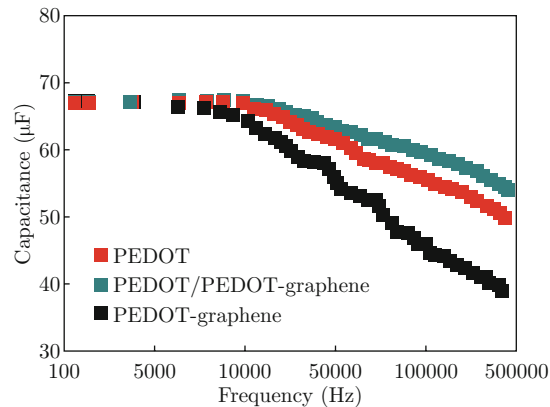 80
70
60
50
40
30
Capacitance (μF)
PEDOT
PEDOT/PEDOT-graphene
PEDOT-graphene
100 5000 10000 50000 100000 500000
Frequency (Hz)